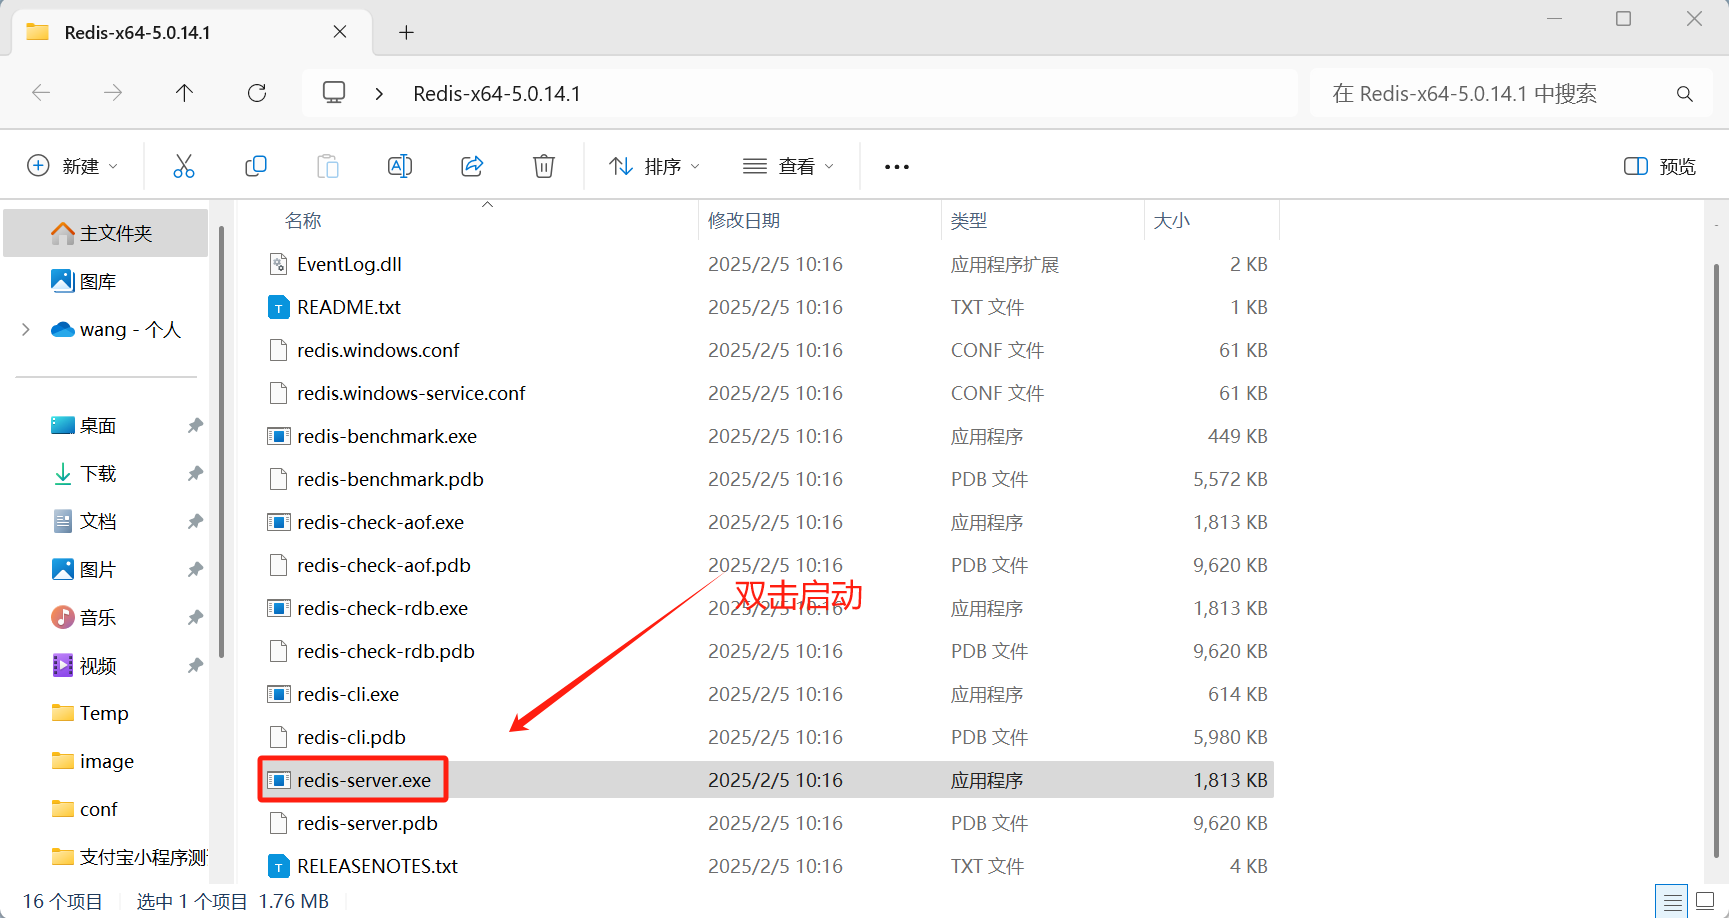 Redis-x64-5.0.14.1
Redis-x64-5.0.14.1
在 Redis-x64-5.0.14.1 中搜索
新建
排序
查看
预览
主文件夹
图库
wang - 个人
桌面
下载
文档
图片
音乐
视频
Temp
image
conf
支付宝小程序测
名称 修改日期 类型 大小
EventLog.dll 2025/2/5 10:16 应用程序扩展 2 KB
README.txt 2025/2/5 10:16 TXT 文件 1 KB
redis.windows.conf 2025/2/5 10:16 CONF 文件 61 KB
redis.windows-service.conf 2025/2/5 10:16 CONF 文件 61 KB
redis-benchmark.exe 2025/2/5 10:16 应用程序 449 KB
redis-benchmark.pdb 2025/2/5 10:16 PDB 文件 5,572 KB
redis-check-aof.exe 2025/2/5 10:16 应用程序 1,813 KB
redis-check-aof.pdb 2025/2/5 10:16 PDB 文件 9,620 KB
双击启动
redis-check-rdb.exe 2025/2/5 10:16 应用程序 1,813 KB
redis-check-rdb.pdb 2025/2/5 10:16 PDB 文件 9,620 KB
redis-cli.exe 2025/2/5 10:16 应用程序 614 KB
redis-cli.pdb 2025/2/5 10:16 PDB 文件 5,980 KB
redis-server.exe 2025/2/5 10:16 应用程序 1,813 KB
redis-server.pdb 2025/2/5 10:16 PDB 文件 9,620 KB
RELEASENOTES.txt 2025/2/5 10:16 TXT 文件 4 KB
16 个项目 选中 1 个项目 1.76 MB